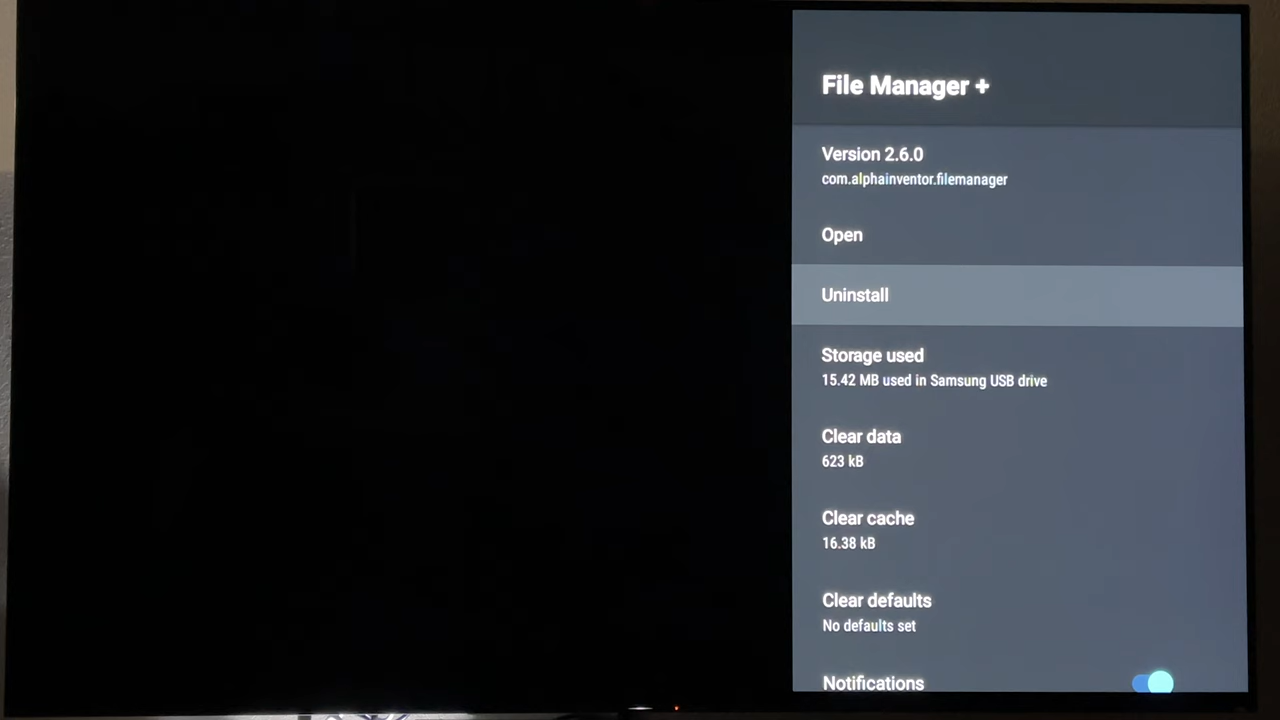 File Manager +
Version 2.6.0
com.alphainventor.filemanager
Open
Uninstall
Storage used
15.42 MB used in Samsung USB drive
Clear data
623 kB
Clear cache
16.38 kB
Clear defaults
No defaults set
Notifications